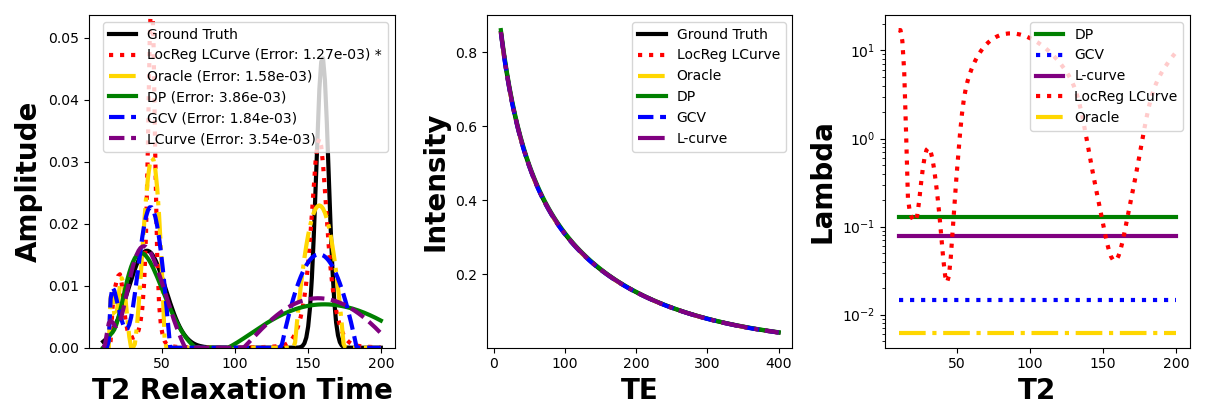 Amplitude
0.05
0.04
0.03
0.02
0.01
0.00
Ground Truth
LocReg LCurve (Error: 1.27e-03) *
Oracle (Error: 1.58e-03)
DP (Error: 3.86e-03)
GCV (Error: 1.84e-03)
LCurve (Error: 3.54e-03)
50 100 150 200
T2 Relaxation Time
Intensity
0.8
0.6
0.4
0.2
Ground Truth
LocReg LCurve
Oracle
DP
GCV
L-curve
0 100 200 300 400
TE
Lambda
10¹
10⁰
10⁻¹
10⁻²
DP
GCV
L-curve
LocReg LCurve
Oracle
50 100 150 200
T2